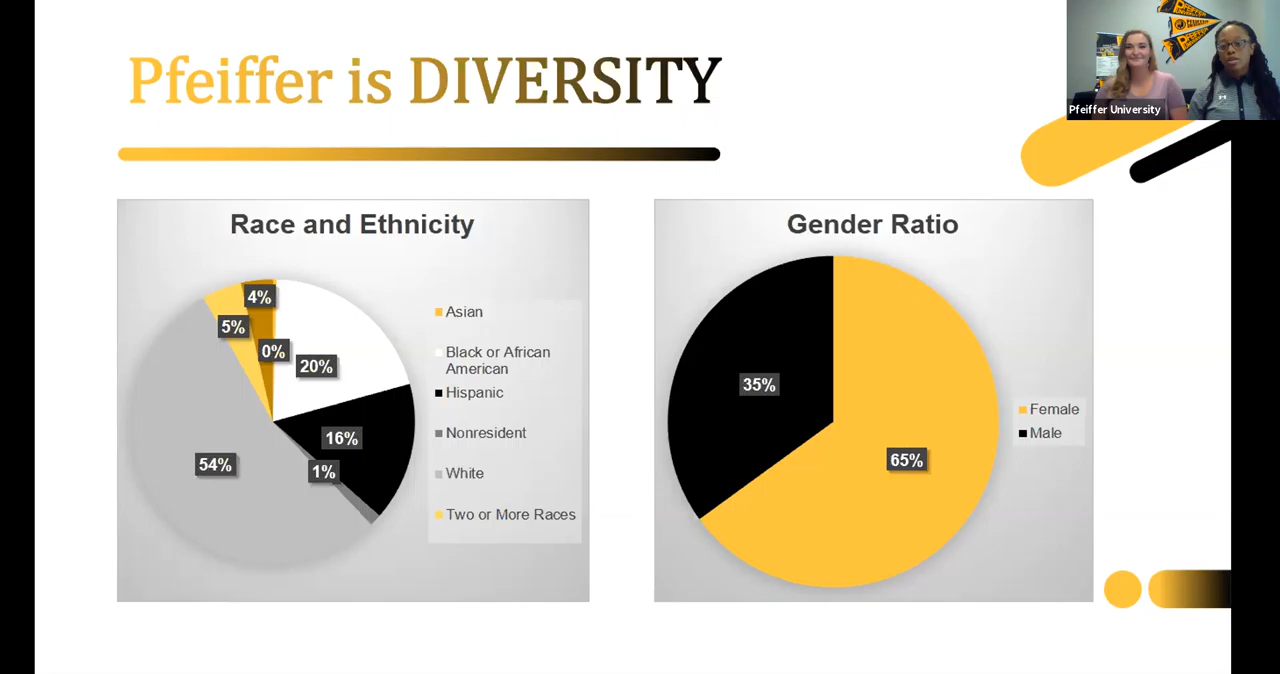 Pfeiffer is DIVERSITY
Pfeiffer University
Race and Ethnicity
4%
5%
0%
20%
16%
54%
1%
Asian
Black or African
American
Hispanic
Nonresident
White
Two or More Races
Gender Ratio
35%
65%
Female
Male